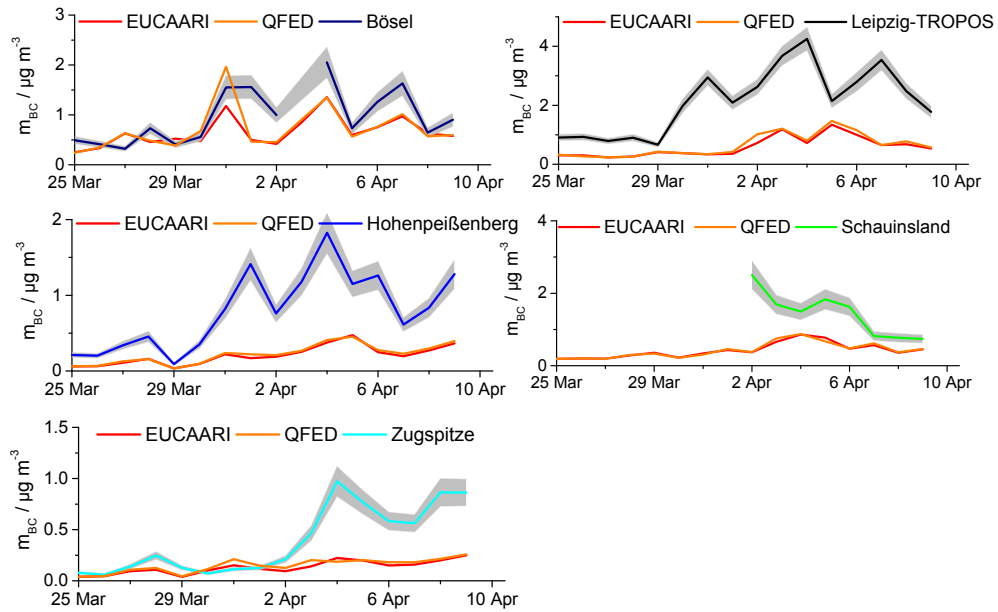 EUCAARI QFED Bösel
m_BC / µg m⁻³
3
2
1
0
25 Mar 29 Mar 2 Apr 6 Apr 10 Apr
EUCAARI QFED Leipzig-TROPOS
m_BC / µg m⁻³
4
2
0
25 Mar 29 Mar 2 Apr 6 Apr 10 Apr
EUCAARI QFED Hohenpeißenberg
m_BC / µg m⁻³
2
1
0
25 Mar 29 Mar 2 Apr 6 Apr 10 Apr
EUCAARI QFED Schauinsland
m_BC / µg m⁻³
4
2
0
25 Mar 29 Mar 2 Apr 6 Apr 10 Apr
EUCAARI QFED Zugspitze
m_BC / µg m⁻³
1.5
1.0
0.5
0.0
25 Mar 29 Mar 2 Apr 6 Apr 10 Apr